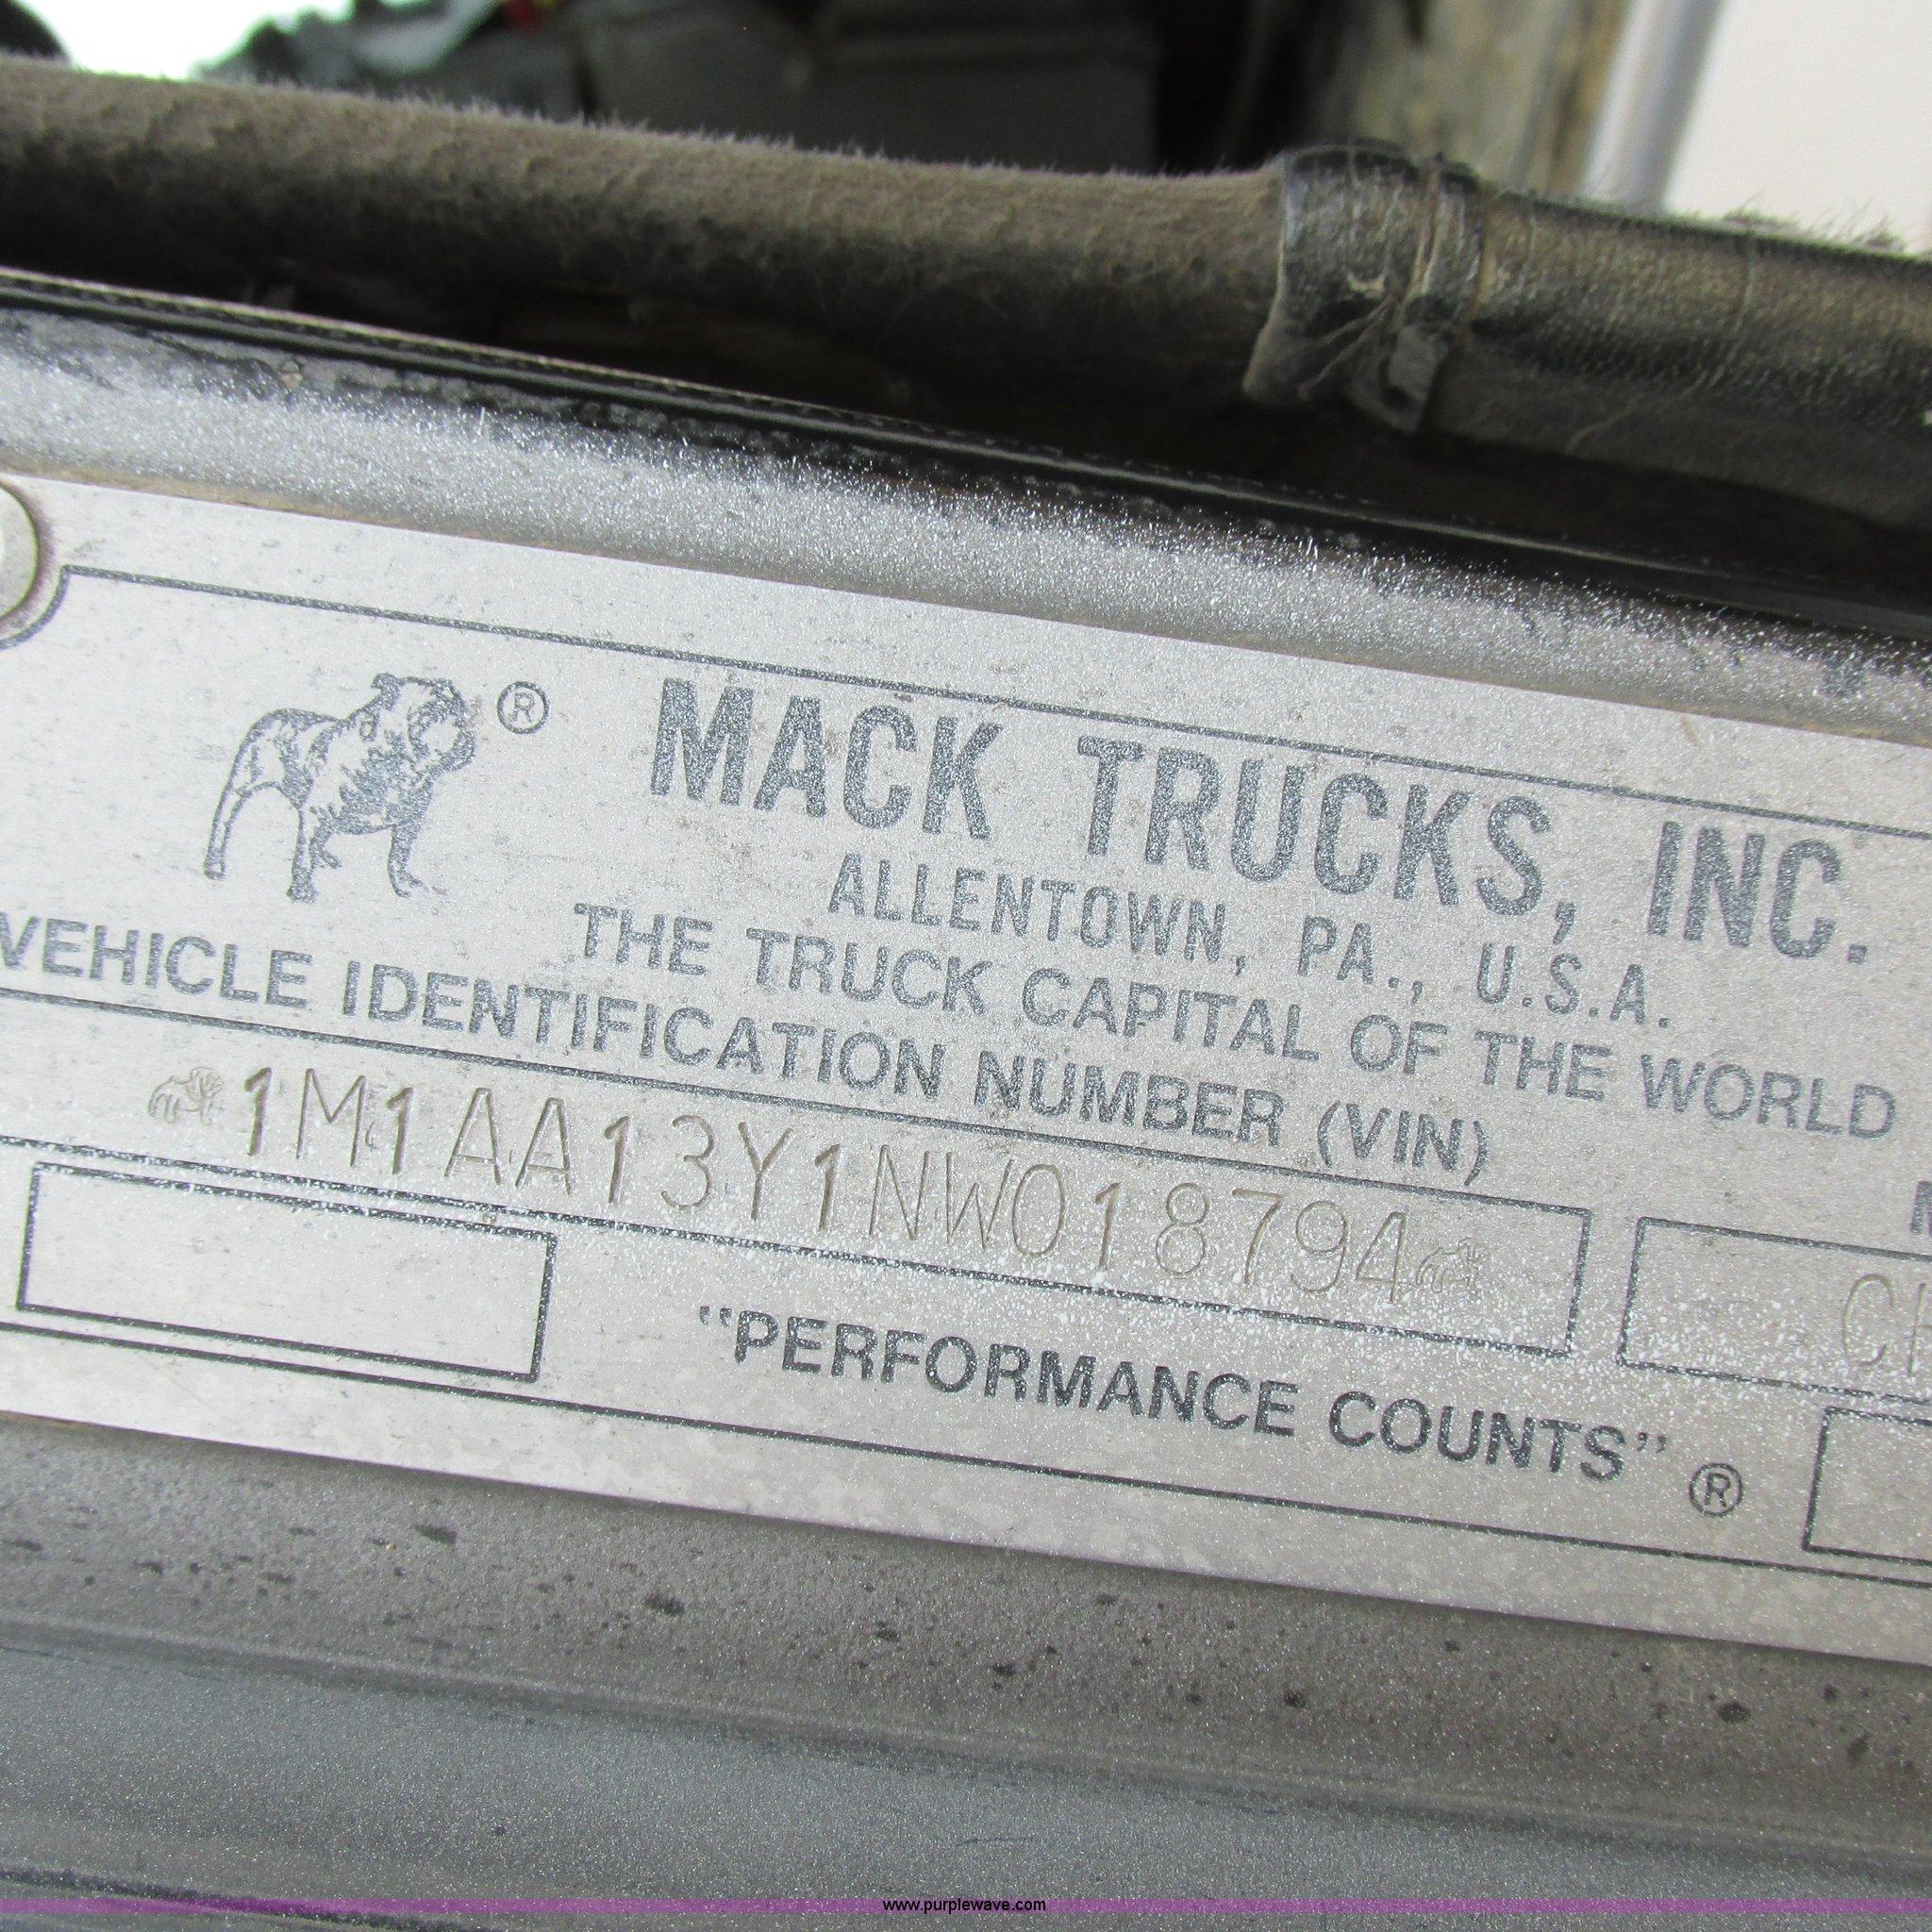 ® MACK TRUCKS, INC.
ALLENTOWN, PA., U.S.A.
THE TRUCK CAPITAL OF THE WORLD
VEHICLE IDENTIFICATION NUMBER (VIN)
1M1AA13Y1NW018794
"PERFORMANCE COUNTS" ®
www.purplewave.com